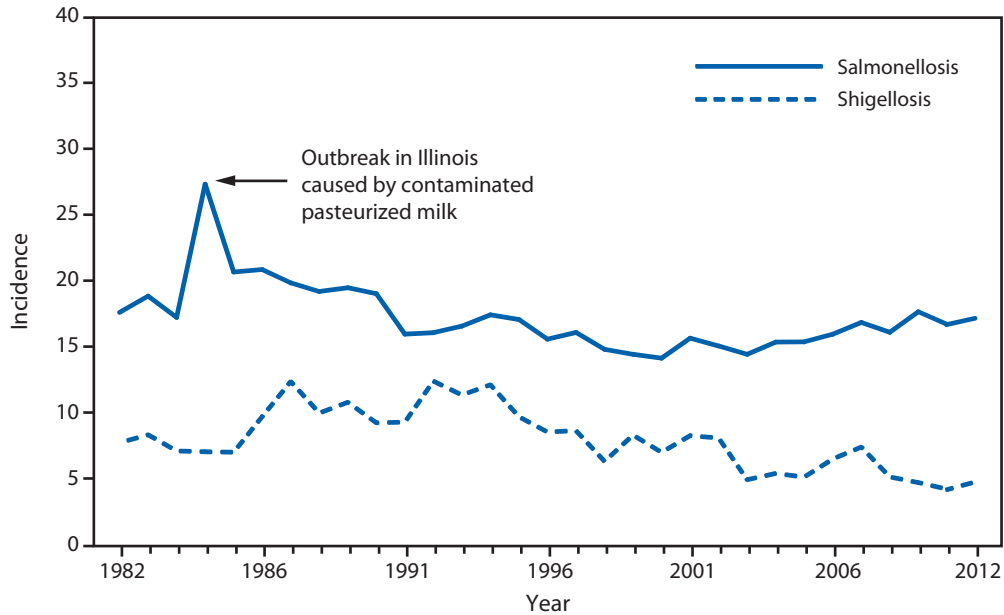 40
35
30
25
20
15
10
5
0
Incidence
Salmonellosis
Shigellosis
Outbreak in Illinois
caused by contaminated
pasteurized milk
1982
1986
1991
1996
2001
2006
2012
Year